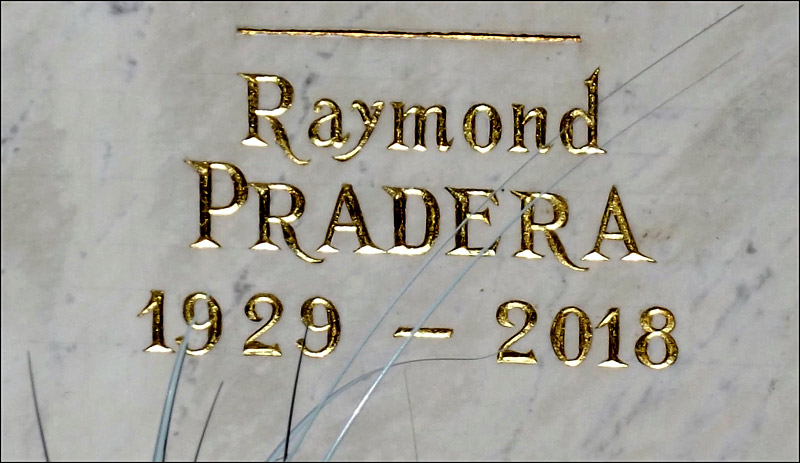 Raymond
PRADERA
1929 – 2018